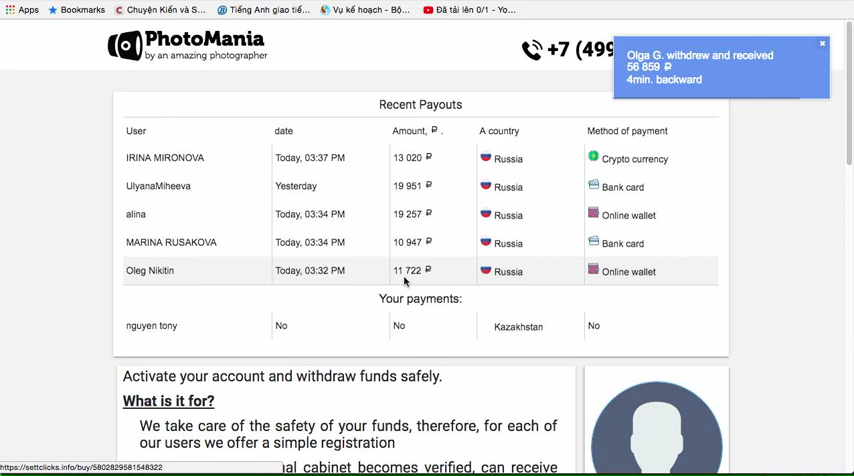 Apps Bookmarks Chuyện Kiến và S... Tiếng Anh giao tiế... Vụ kế hoạch - Bộ... Đã tải lên 0/1 - Yo...
PhotoMania
by an amazing photographer
+7 (499
Olga G. withdrew and received
56 859 ₽
4min. backward
Recent Payouts
User date Amount, ₽ . A country Method of payment
IRINA MIRONOVA Today, 03:37 PM 13 020 ₽ Russia Crypto currency
UlyanaMiheeva Yesterday 19 951 ₽ Russia Bank card
alina Today, 03:34 PM 19 257 ₽ Russia Online wallet
MARINA RUSAKOVA Today, 03:34 PM 10 947 ₽ Russia Bank card
Oleg Nikitin Today, 03:32 PM 11 722 ₽ Russia Online wallet
Your payments:
nguyen tony No No Kazakhstan No
Activate your account and withdraw funds safely.
What is it for?
We take care of the safety of your funds, therefore, for each of
our users we offer a simple registration
nal cabinet becomes verified, can receive
https://settclicks.info/buy/5802829581548322